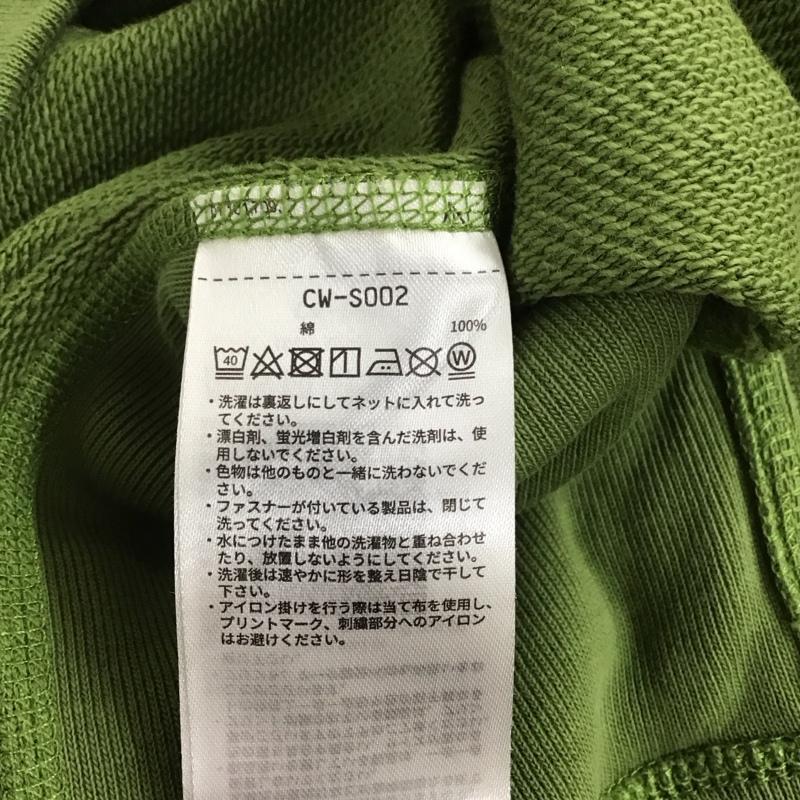 CW-S002
綿 100%
40 W
・洗濯は裏返しにしてネットに入れて洗っ
てください。
・漂白剤、蛍光増白剤を含んだ洗剤は、使
用しないでください。
・色物は他のものと一緒に洗わないでくだ
さい。
・ファスナーが付いている製品は、閉じて
洗ってください。
・水につけたまま他の洗濯物と重ね合わせ
たり、放置しないようにしてください。
・洗濯後は速やかに形を整え日陰で干して
下さい。
・アイロン掛けを行う際は当て布を使用し、
プリントマーク、刺繍部分へのアイロン
はお避けください。